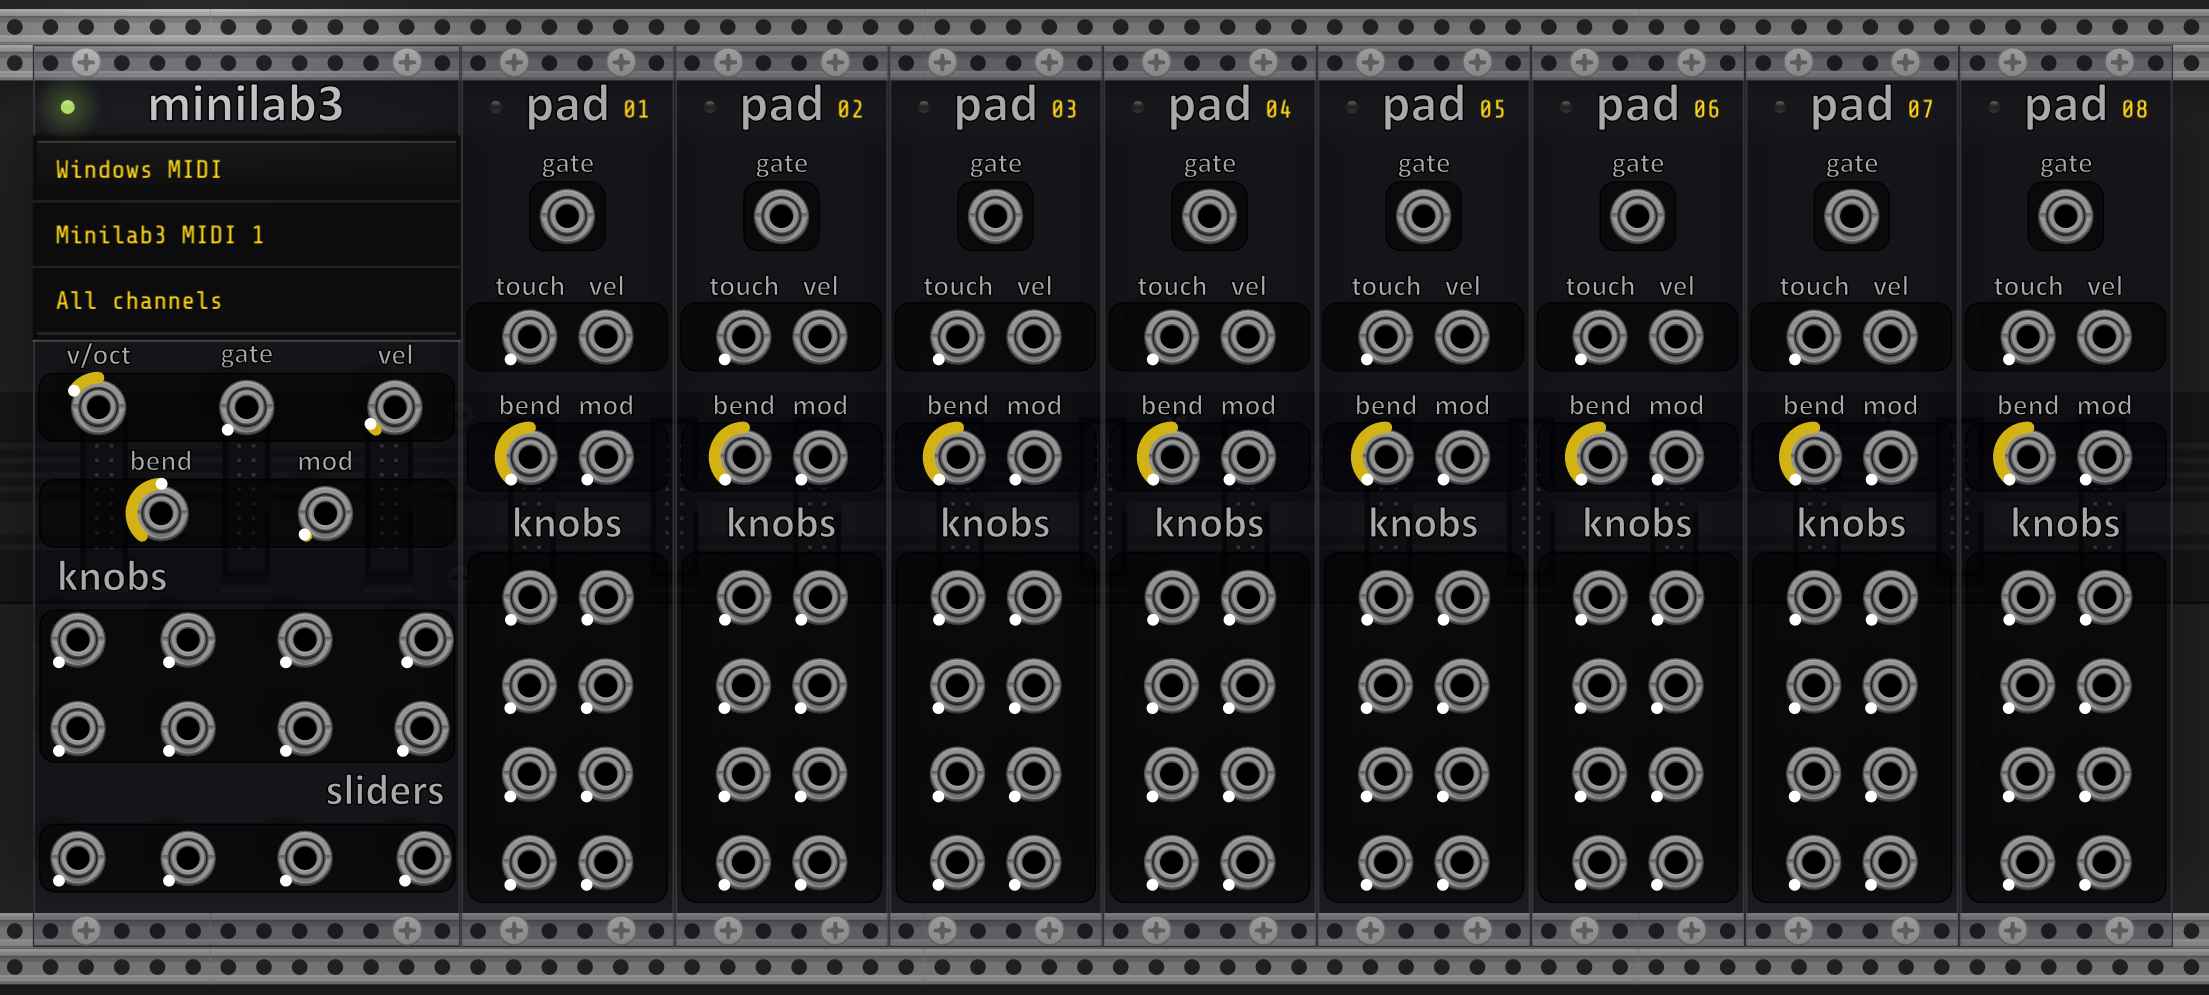 minilab3
Windows MIDI
Minilab3 MIDI 1
All channels
v/oct gate vel
bend mod
knobs
sliders
pad 01
gate
touch vel
bend mod
knobs
pad 02
gate
touch vel
bend mod
knobs
pad 03
gate
touch vel
bend mod
knobs
pad 04
gate
touch vel
bend mod
knobs
pad 05
gate
touch vel
bend mod
knobs
pad 06
gate
touch vel
bend mod
knobs
pad 07
gate
touch vel
bend mod
knobs
pad 08
gate
touch vel
bend mod
knobs